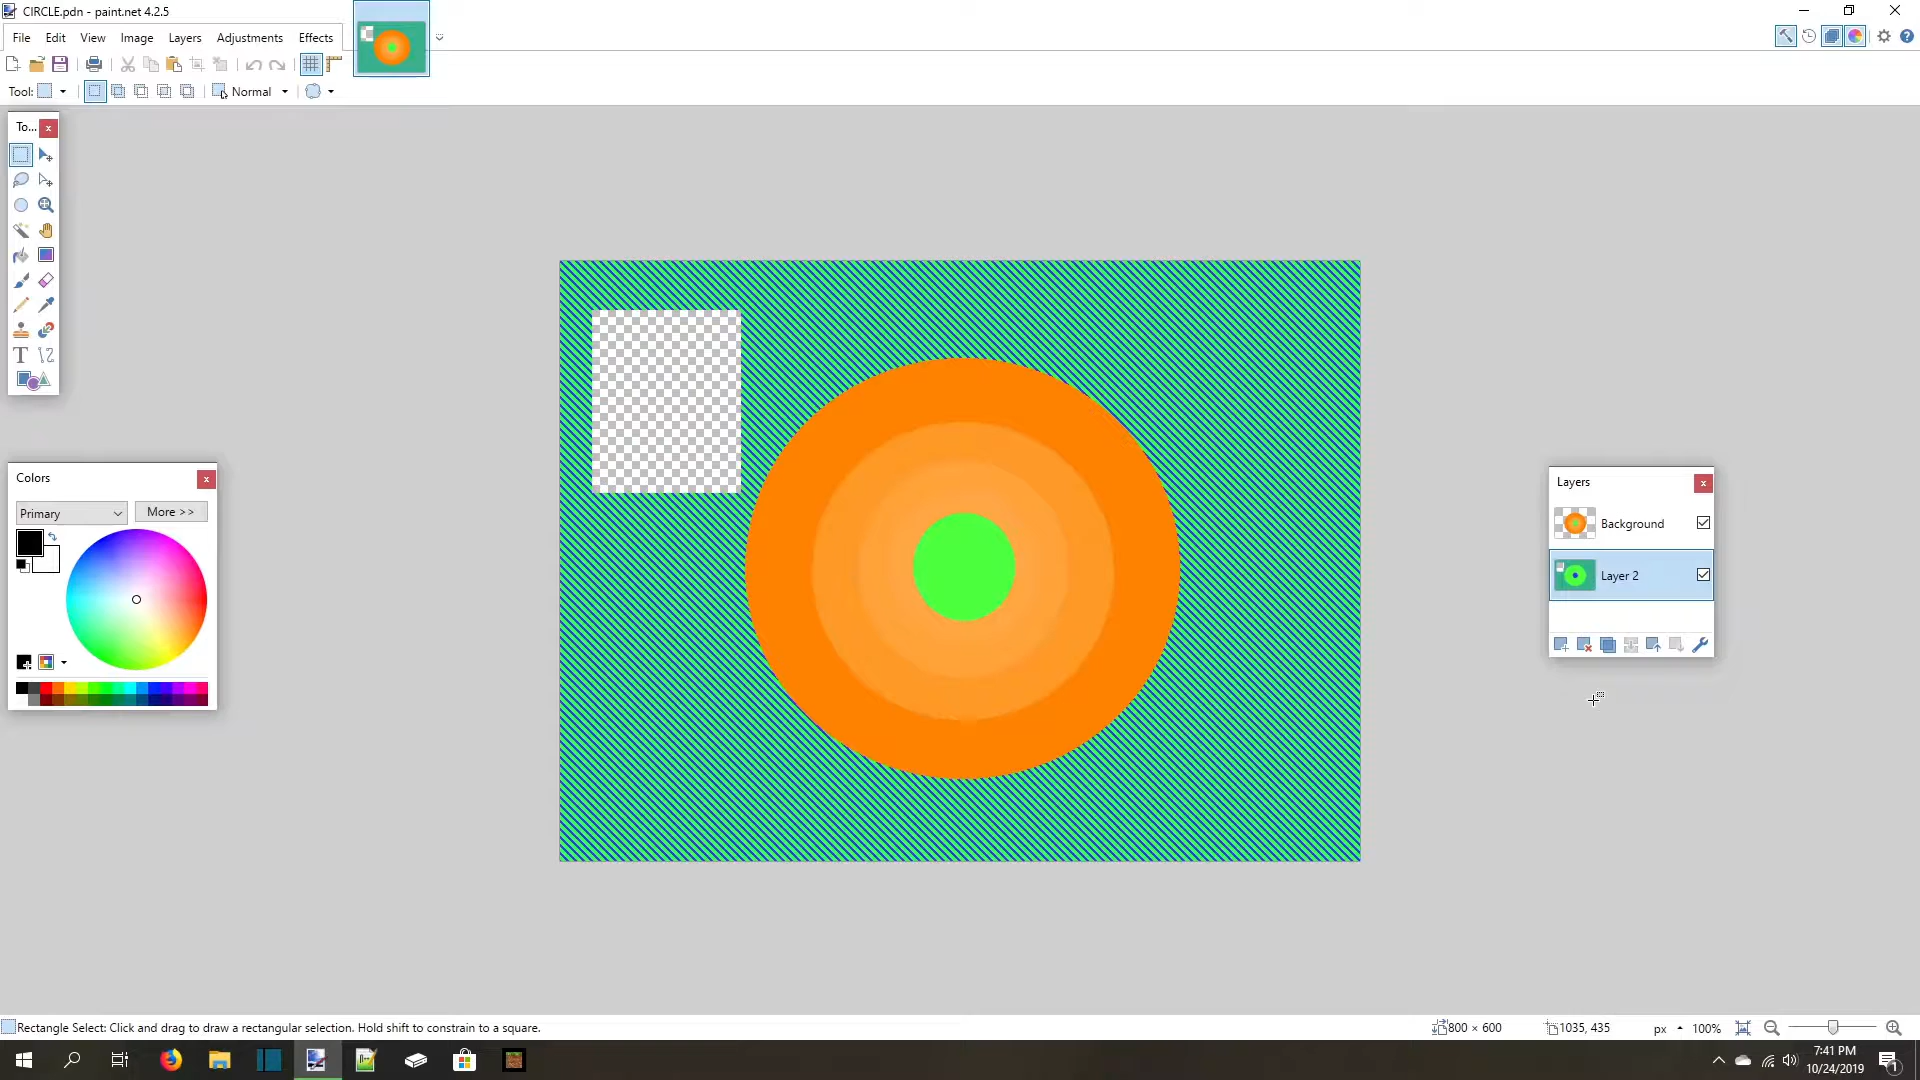 CIRCLE.pdn - paint.net 4.2.5
File Edit View Image Layers Adjustments Effects
Tool: Normal
To...
Colors
Primary More >>
Layers
Background
Layer 2
Rectangle Select: Click and drag to draw a rectangular selection. Hold shift to constrain to a square.
800 × 600 1035, 435 px 100%
7:41 PM
10/24/2019
1